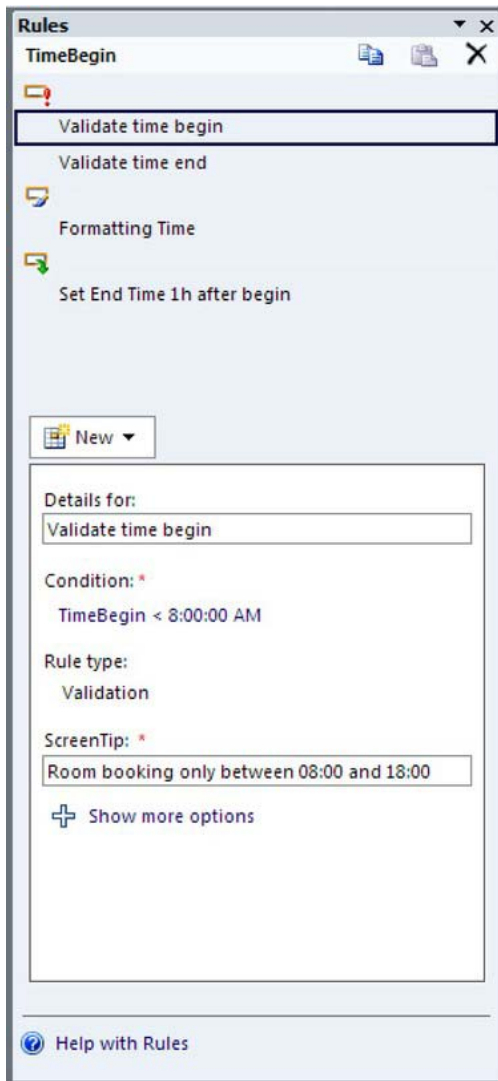 Rules
TimeBegin
Validate time begin
Validate time end
Formatting Time
Set End Time 1h after begin
New
Details for:
Validate time begin
Condition: *
TimeBegin < 8:00:00 AM
Rule type:
Validation
ScreenTip: *
Room booking only between 08:00 and 18:00
Show more options
Help with Rules